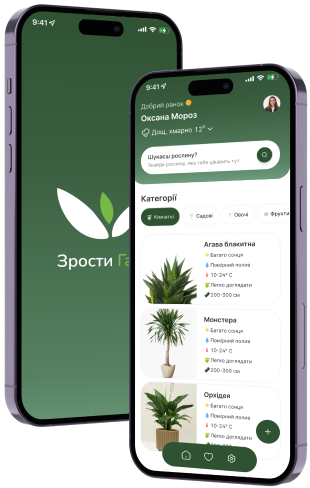 9:41
Зрости Га
9:41
Добрий ранок
Оксана Мороз
Дощ, хмарно 12°
Шукаєш рослину?
Знайди рослину, яка тебе цікавить тут
Категорії
Кімнатні
Садові
Овочі
Фрукти
Агава блакитна
Багато сонця
Помірний полив
10-24° C
Легко доглядати
200-300 см
Монстера
Багато сонця
Помірний полив
10-24° C
Легко доглядати
200-300 см
Орхідея
Багато сонця
Помірний полив
10-24° C
Легко доглядати
200-300 см